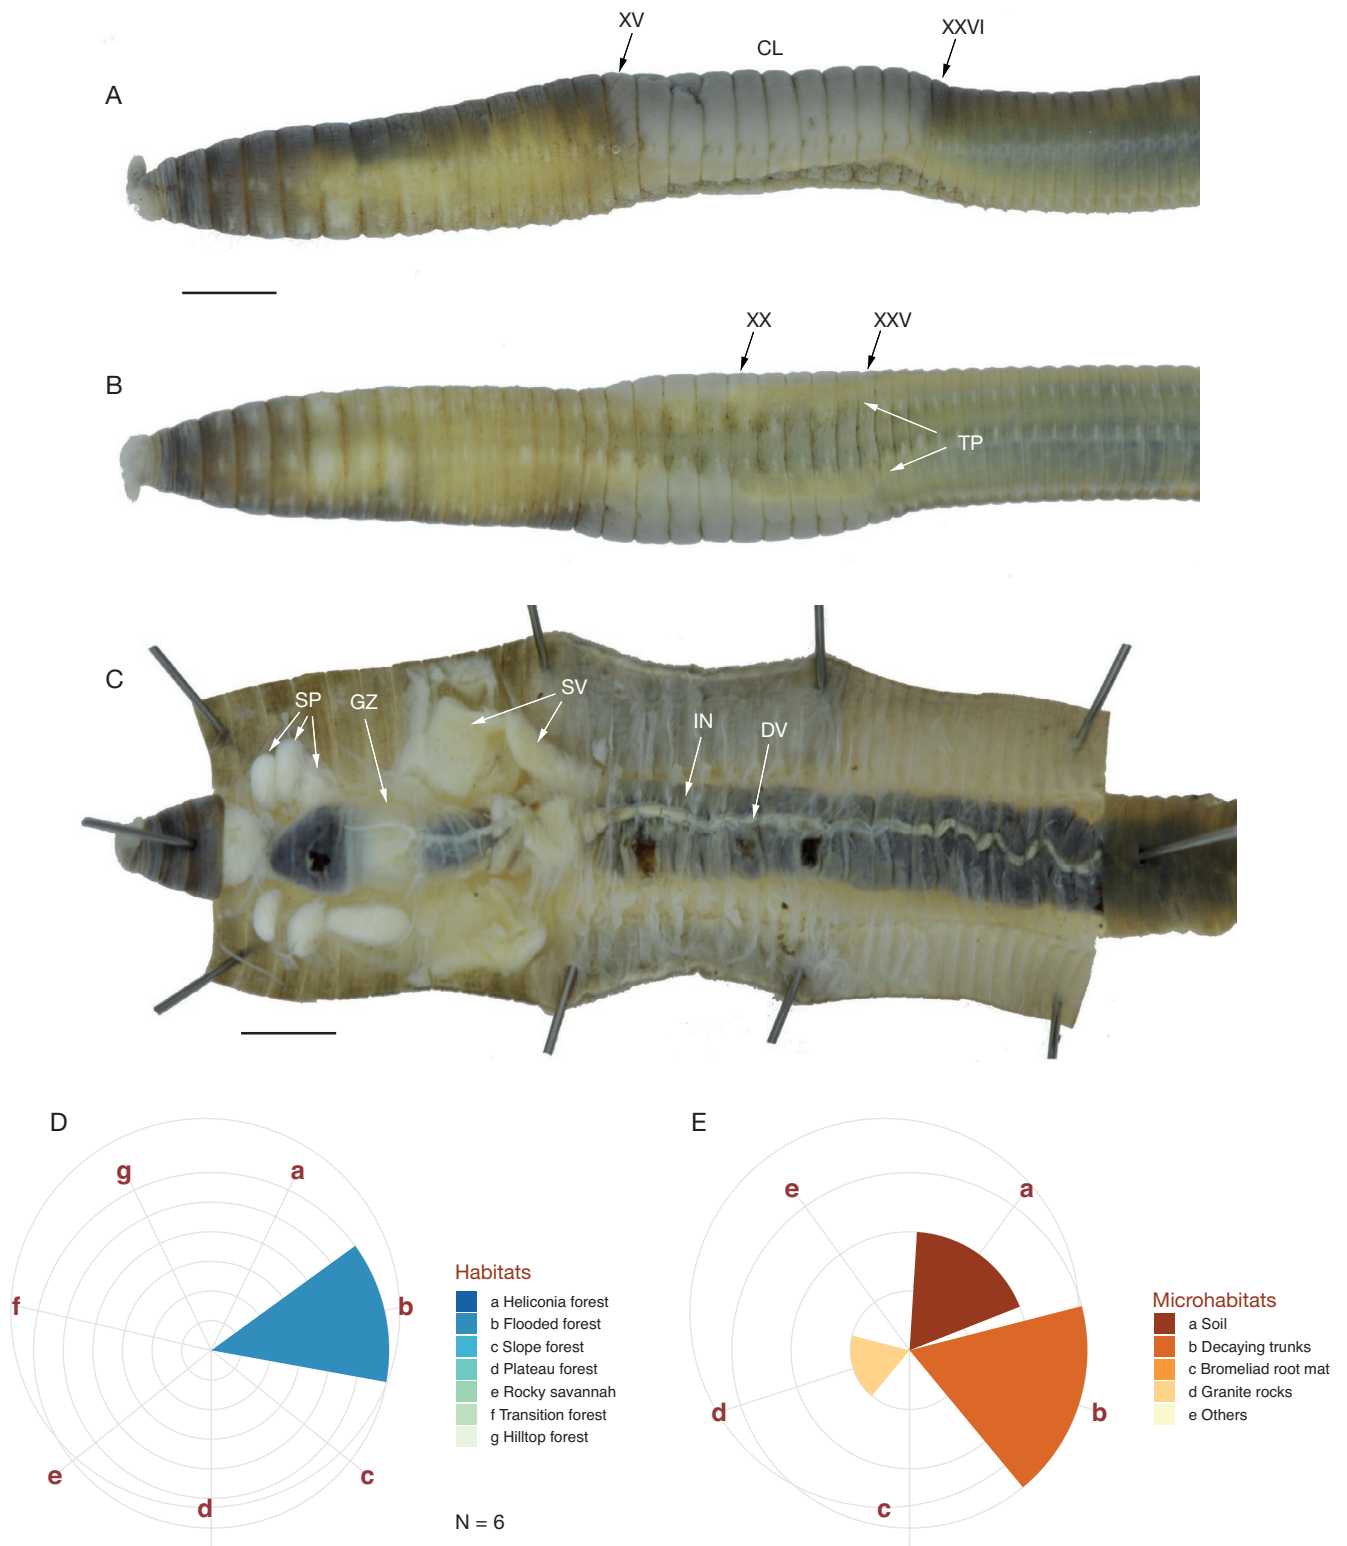 XV
CL
XXVI
A
XX
XXV
B
TP
C
SP
GZ
SV
IN
DV
D
g
a
f
b
e
c
d
Habitats
a Heliconia forest
b Flooded forest
c Slope forest
d Plateau forest
e Rocky savannah
f Transition forest
g Hilltop forest
N = 6
E
e
a
d
b
c
Microhabitats
a Soil
b Decaying trunks
c Bromeliad root mat
d Granite rocks
e Others